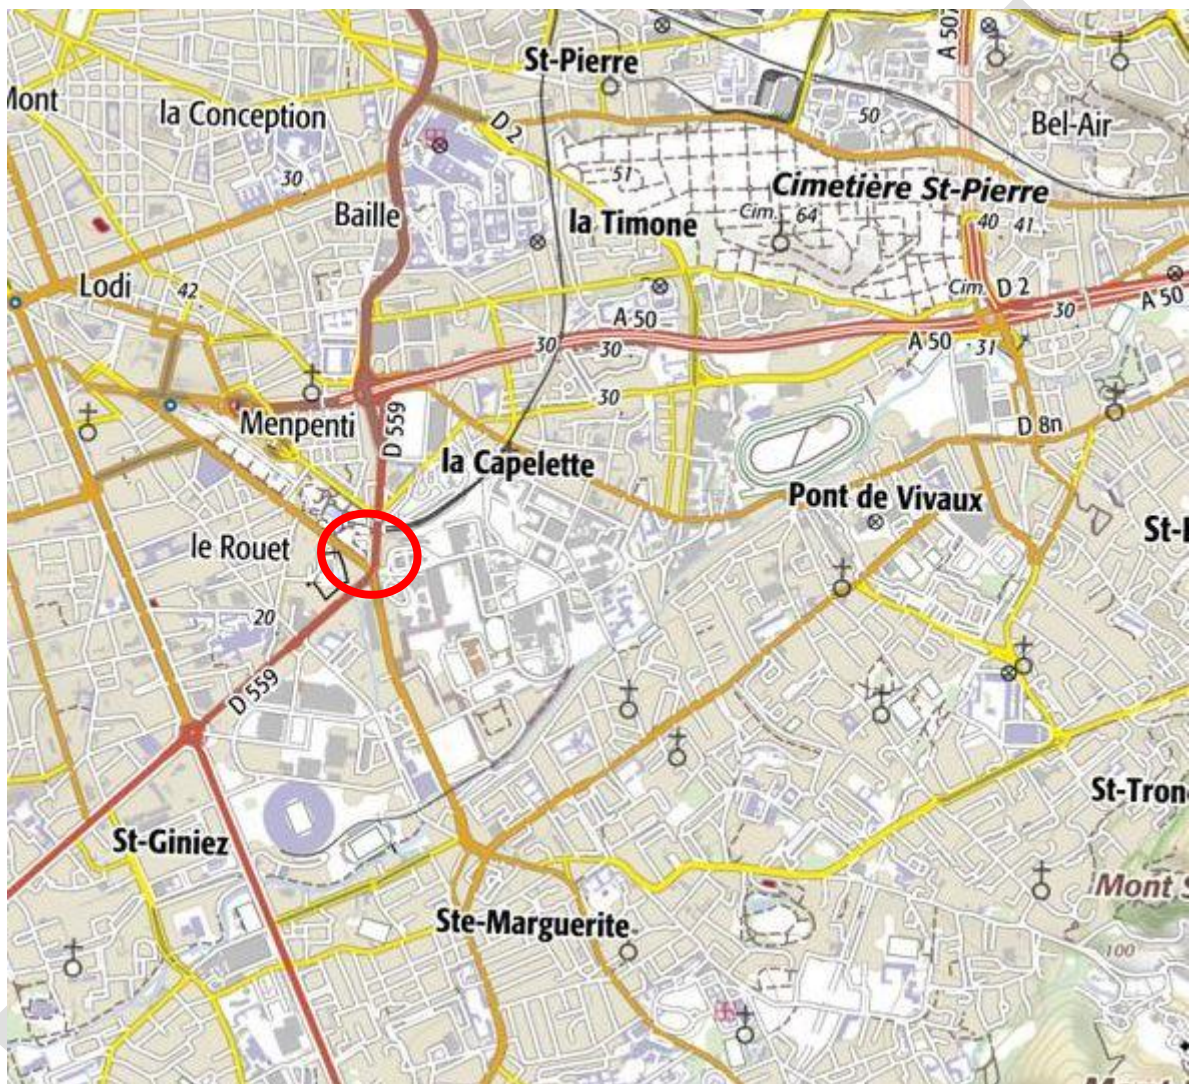 St-Pierre
A 50
Mont
la Conception
D 2
50
Bel-Air
30
51
Cimetière St-Pierre
Baille
la Timone
Cim. 64
40
41
Lodi
42
Cim.
D 2
A 50
30
A 50
A 50
31
30
30
30
Menpenti
D 559
D 8n
la Capelette
Pont de Vivaux
le Rouet
20
D 559
St-Tron
St-Giniez
Mont S
Ste-Marguerite
100